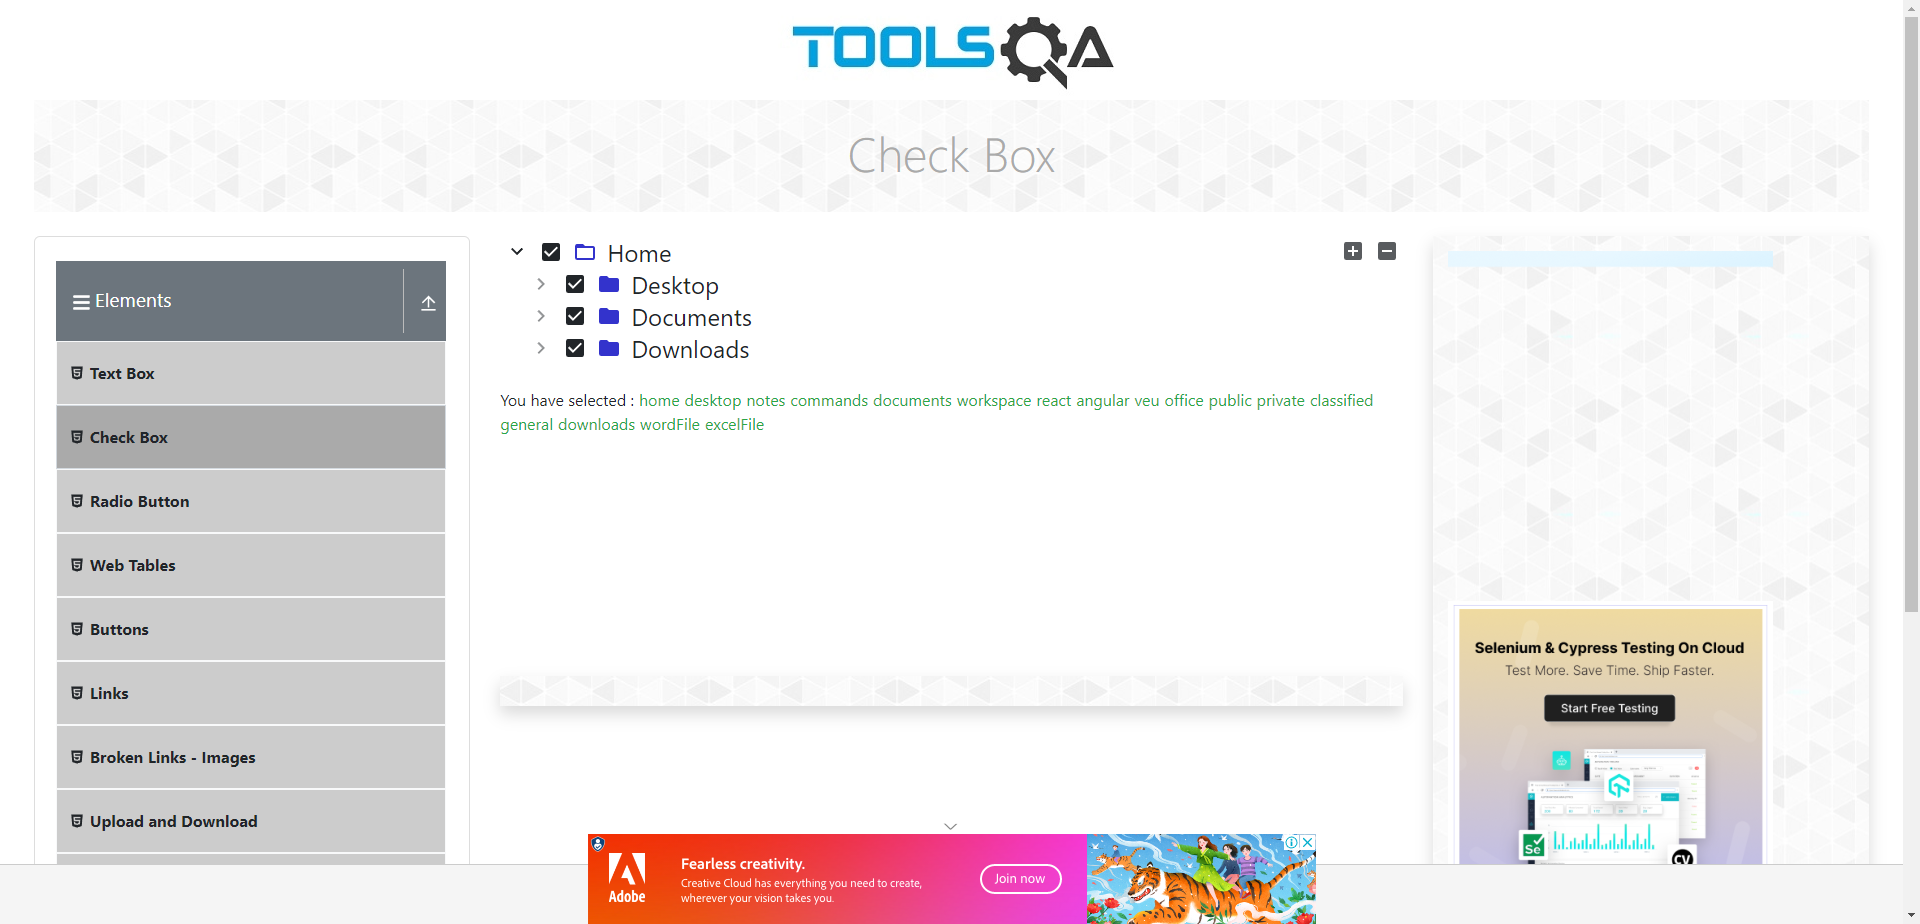 TOOLSQA
Check Box
Elements
Text Box
Check Box
Radio Button
Web Tables
Buttons
Links
Broken Links - Images
Upload and Download
Home
Desktop
Documents
Downloads
You have selected : home desktop notes commands documents workspace react angular veu office public private classified
general downloads wordFile excelFile
Selenium & Cypress Testing On Cloud
Test More. Save Time. Ship Faster.
Start Free Testing
Se
CV
Adobe
Fearless creativity.
Creative Cloud has everything you need to create,
wherever your vision takes you.
Join now